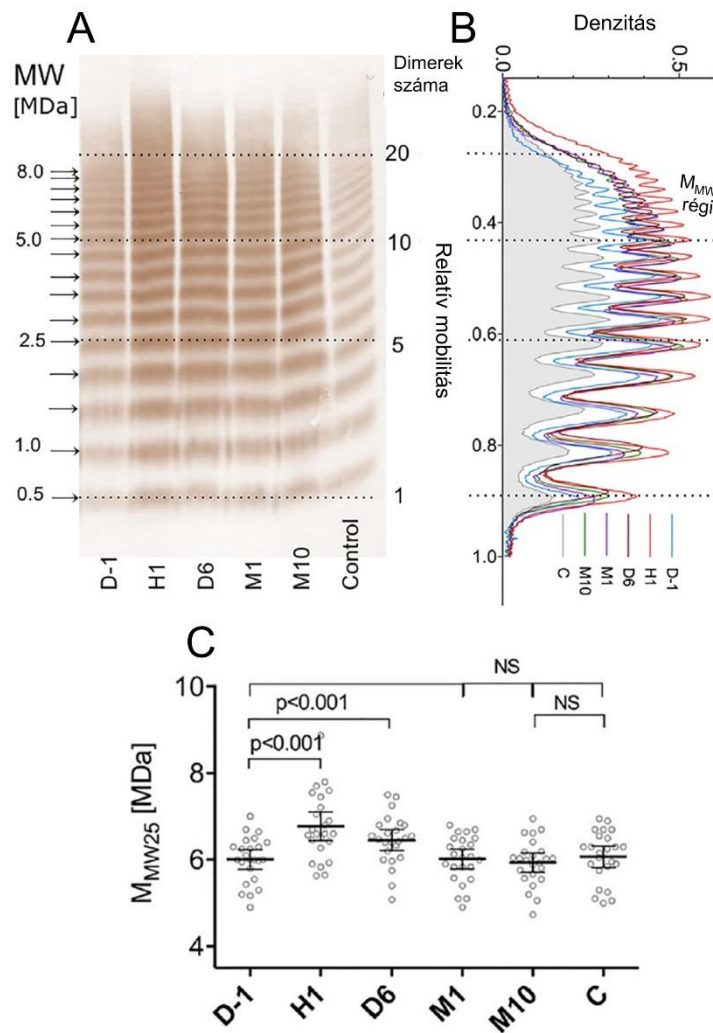 A
MW
[MDa]
8.0
5.0
2.5
1.0
0.5
Dimerek
száma
20
10
5
1
D-1
H1
D6
M1
M10
Control
B
Denzitás
0.0
0.5
0.2
0.4
0.6
0.8
1.0
Relatív mobilitás
M_MW
régi
C
M10
M1
D6
H1
D-1
C
NS
p<0.001
NS
p<0.001
10
8
6
4
M_MW25 [MDa]
D-1
H1
D6
M1
M10
C